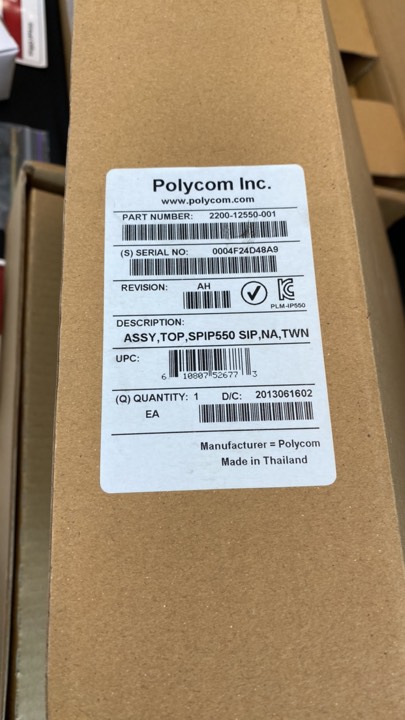 Polycom Inc.
www.polycom.com
PART NUMBER: 2200-12550-001
(S) SERIAL NO: 0004F24D48A9
REVISION: AH
PLM-IP550
DESCRIPTION:
ASSY,TOP,SPIP550 SIP,NA,TWN
UPC:
6 10807 52677 3
(Q) QUANTITY: 1 D/C: 2013061602
EA
Manufacturer = Polycom
Made in Thailand